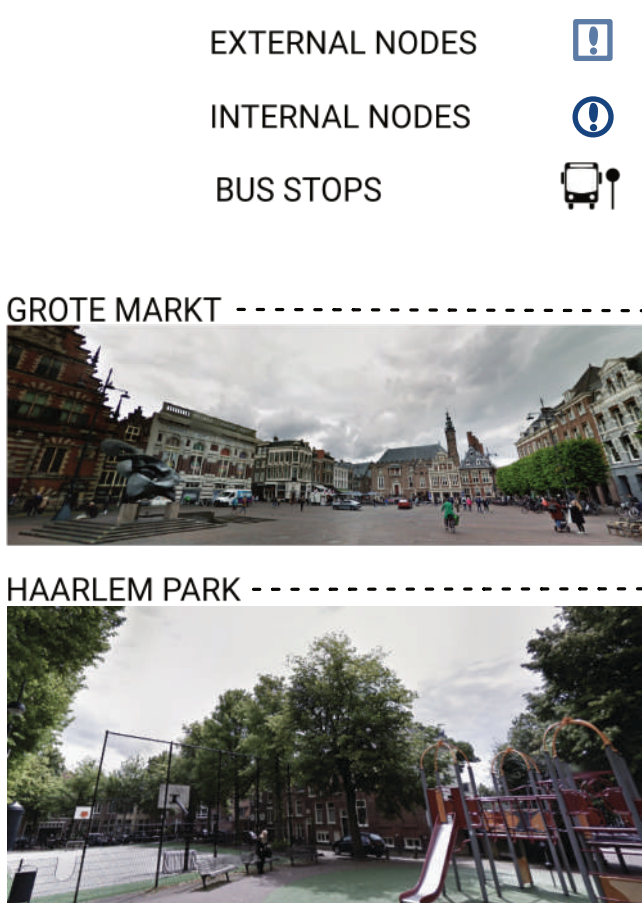 EXTERNAL NODES
INTERNAL NODES
BUS STOPS
GROTE MARKT
HAARLEM PARK